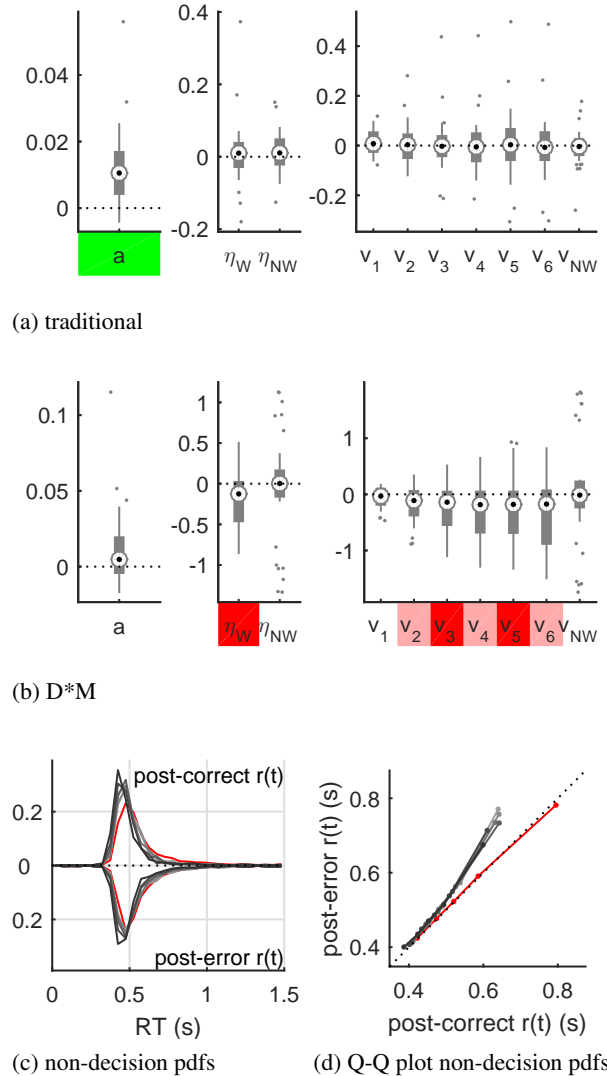 0.04
0.02
0
a
0.4
0.2
0
-0.2
η_W η_NW
0.4
0.2
0
-0.2
v_1 v_2 v_3 v_4 v_5 v_6 v_NW
(a) traditional
0.1
0.05
0
a
1
0.5
0
-0.5
-1
η_W η_NW
1
0
-1
v_1 v_2 v_3 v_4 v_5 v_6 v_NW
(b) D*M
post-correct r(t)
0.2
0
0.2
post-error r(t)
0 0.5 1.0 1.5
RT (s)
(c) non-decision pdfs
post-error r(t) (s)
0.8
0.6
0.4
0.4 0.6 0.8
post-correct r(t) (s)
(d) Q-Q plot non-decision pdfs